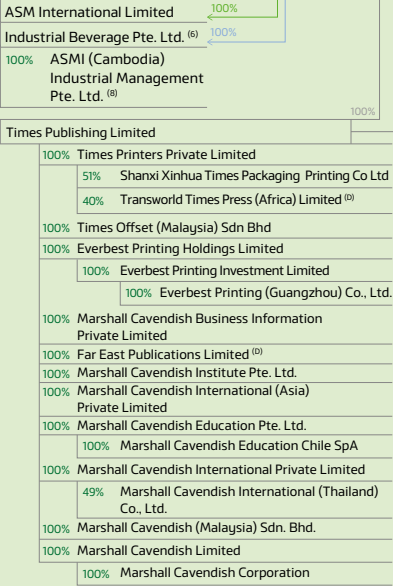 ASM International Limited
100%
Industrial Beverage Pte. Ltd. (6)
100%
100% ASMI (Cambodia)
Industrial Management
Pte. Ltd. (8)
100%
Times Publishing Limited
100% Times Printers Private Limited
51% Shanxi Xinhua Times Packaging Printing Co Ltd
40% Transworld Times Press (Africa) Limited (D)
100% Times Offset (Malaysia) Sdn Bhd
100% Everbest Printing Holdings Limited
100% Everbest Printing Investment Limited
100% Everbest Printing (Guangzhou) Co., Ltd.
100% Marshall Cavendish Business Information
Private Limited
100% Far East Publications Limited (D)
100% Marshall Cavendish Institute Pte. Ltd.
100% Marshall Cavendish International (Asia)
Private Limited
100% Marshall Cavendish Education Pte. Ltd.
100% Marshall Cavendish Education Chile SpA
100% Marshall Cavendish International Private Limited
49% Marshall Cavendish International (Thailand)
Co., Ltd.
100% Marshall Cavendish (Malaysia) Sdn. Bhd.
100% Marshall Cavendish Limited
100% Marshall Cavendish Corporation